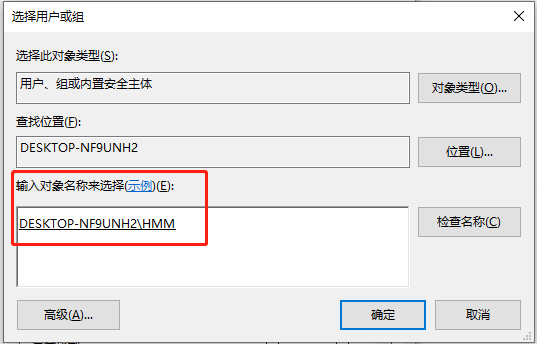 选择用户或组
选择此对象类型(S):
用户、组或内置安全主体
对象类型(O)...
查找位置(F):
DESKTOP-NF9UNH2
位置(L)...
输入对象名称来选择(示例)(E):
DESKTOP-NF9UNH2\HMM
检查名称(C)
高级(A)...
确定
取消